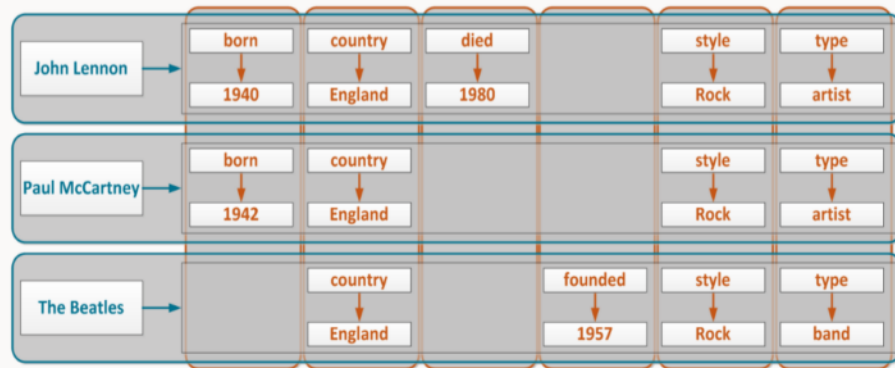 born country died style type
John Lennon
1940 England 1980 Rock artist
born country style type
Paul McCartney
1942 England Rock artist
country founded style type
The Beatles
England 1957 Rock band